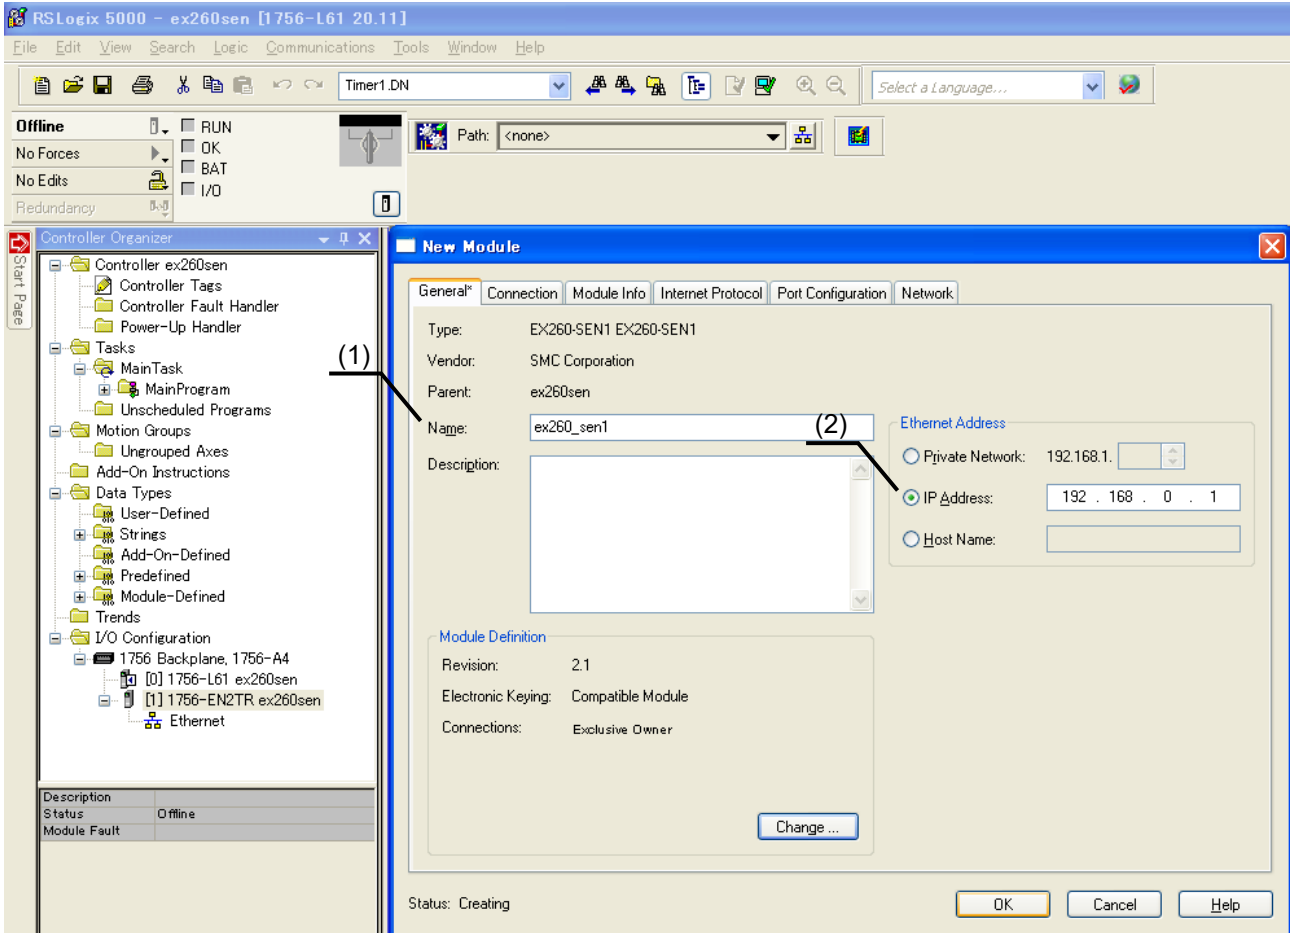 RSLogix 5000 - ex260sen [1756-L61 20.11]
File Edit View Search Logic Communications Tools Window Help
Timer1.DN
Select a Language...
Offline
RUN
No Forces
OK
No Edits
BAT
Redundancy
I/O
Path: <none>
Start Page
Controller Organizer
Controller ex260sen
Controller Tags
Controller Fault Handler
Power-Up Handler
Tasks
MainTask
MainProgram
Unscheduled Programs
Motion Groups
Ungrouped Axes
Add-On Instructions
Data Types
User-Defined
Strings
Add-On-Defined
Predefined
Module-Defined
Trends
I/O Configuration
1756 Backplane, 1756-A4
[0] 1756-L61 ex260sen
[1] 1756-EN2TR ex260sen
Ethernet
Description
Status Offline
Module Fault
New Module
General* Connection Module Info Internet Protocol Port Configuration Network
Type: EX260-SEN1 EX260-SEN1
Vendor: SMC Corporation
Parent: ex260sen
(1)
Name: ex260_sen1
Description:
(2)
Ethernet Address
Private Network: 192.168.1.
IP Address: 192 . 168 . 0 . 1
Host Name:
Module Definition
Revision: 2.1
Electronic Keying: Compatible Module
Connections: Exclusive Owner
Change ...
Status: Creating
OK Cancel Help